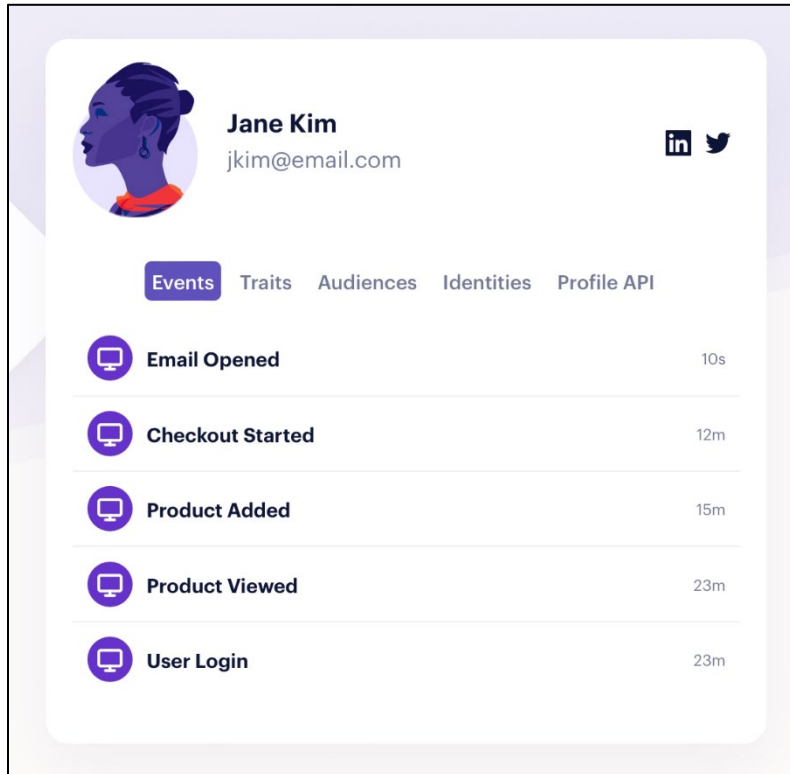 Jane Kim
jkim@email.com
in
Events Traits Audiences Identities Profile API
Email Opened 10s
Checkout Started 12m
Product Added 15m
Product Viewed 23m
User Login 23m